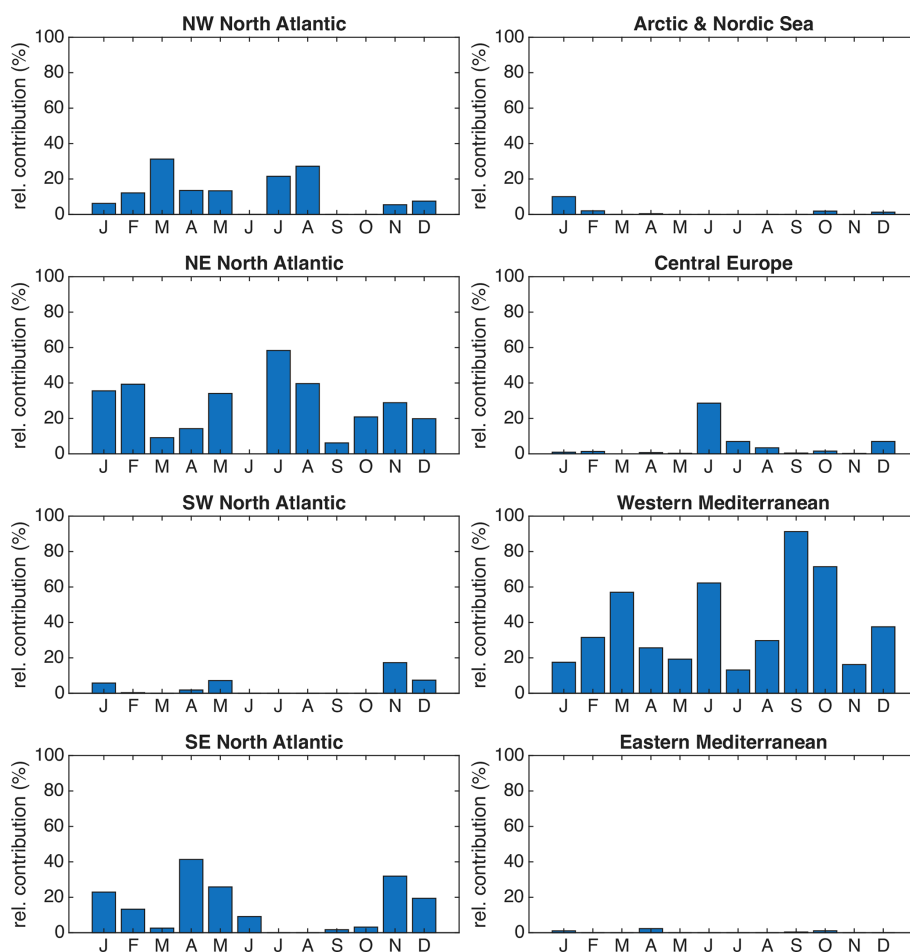 NW North Atlantic
rel. contribution (%)
100
80
60
40
20
0
J F M A M J J A S O N D
Arctic & Nordic Sea
rel. contribution (%)
100
80
60
40
20
0
J F M A M J J A S O N D
NE North Atlantic
rel. contribution (%)
100
80
60
40
20
0
J F M A M J J A S O N D
Central Europe
rel. contribution (%)
100
80
60
40
20
0
J F M A M J J A S O N D
SW North Atlantic
rel. contribution (%)
100
80
60
40
20
0
J F M A M J J A S O N D
Western Mediterranean
rel. contribution (%)
100
80
60
40
20
0
J F M A M J J A S O N D
SE North Atlantic
rel. contribution (%)
100
80
60
40
20
0
J F M A M J J A S O N D
Eastern Mediterranean
rel. contribution (%)
100
80
60
40
20
0
J F M A M J J A S O N D